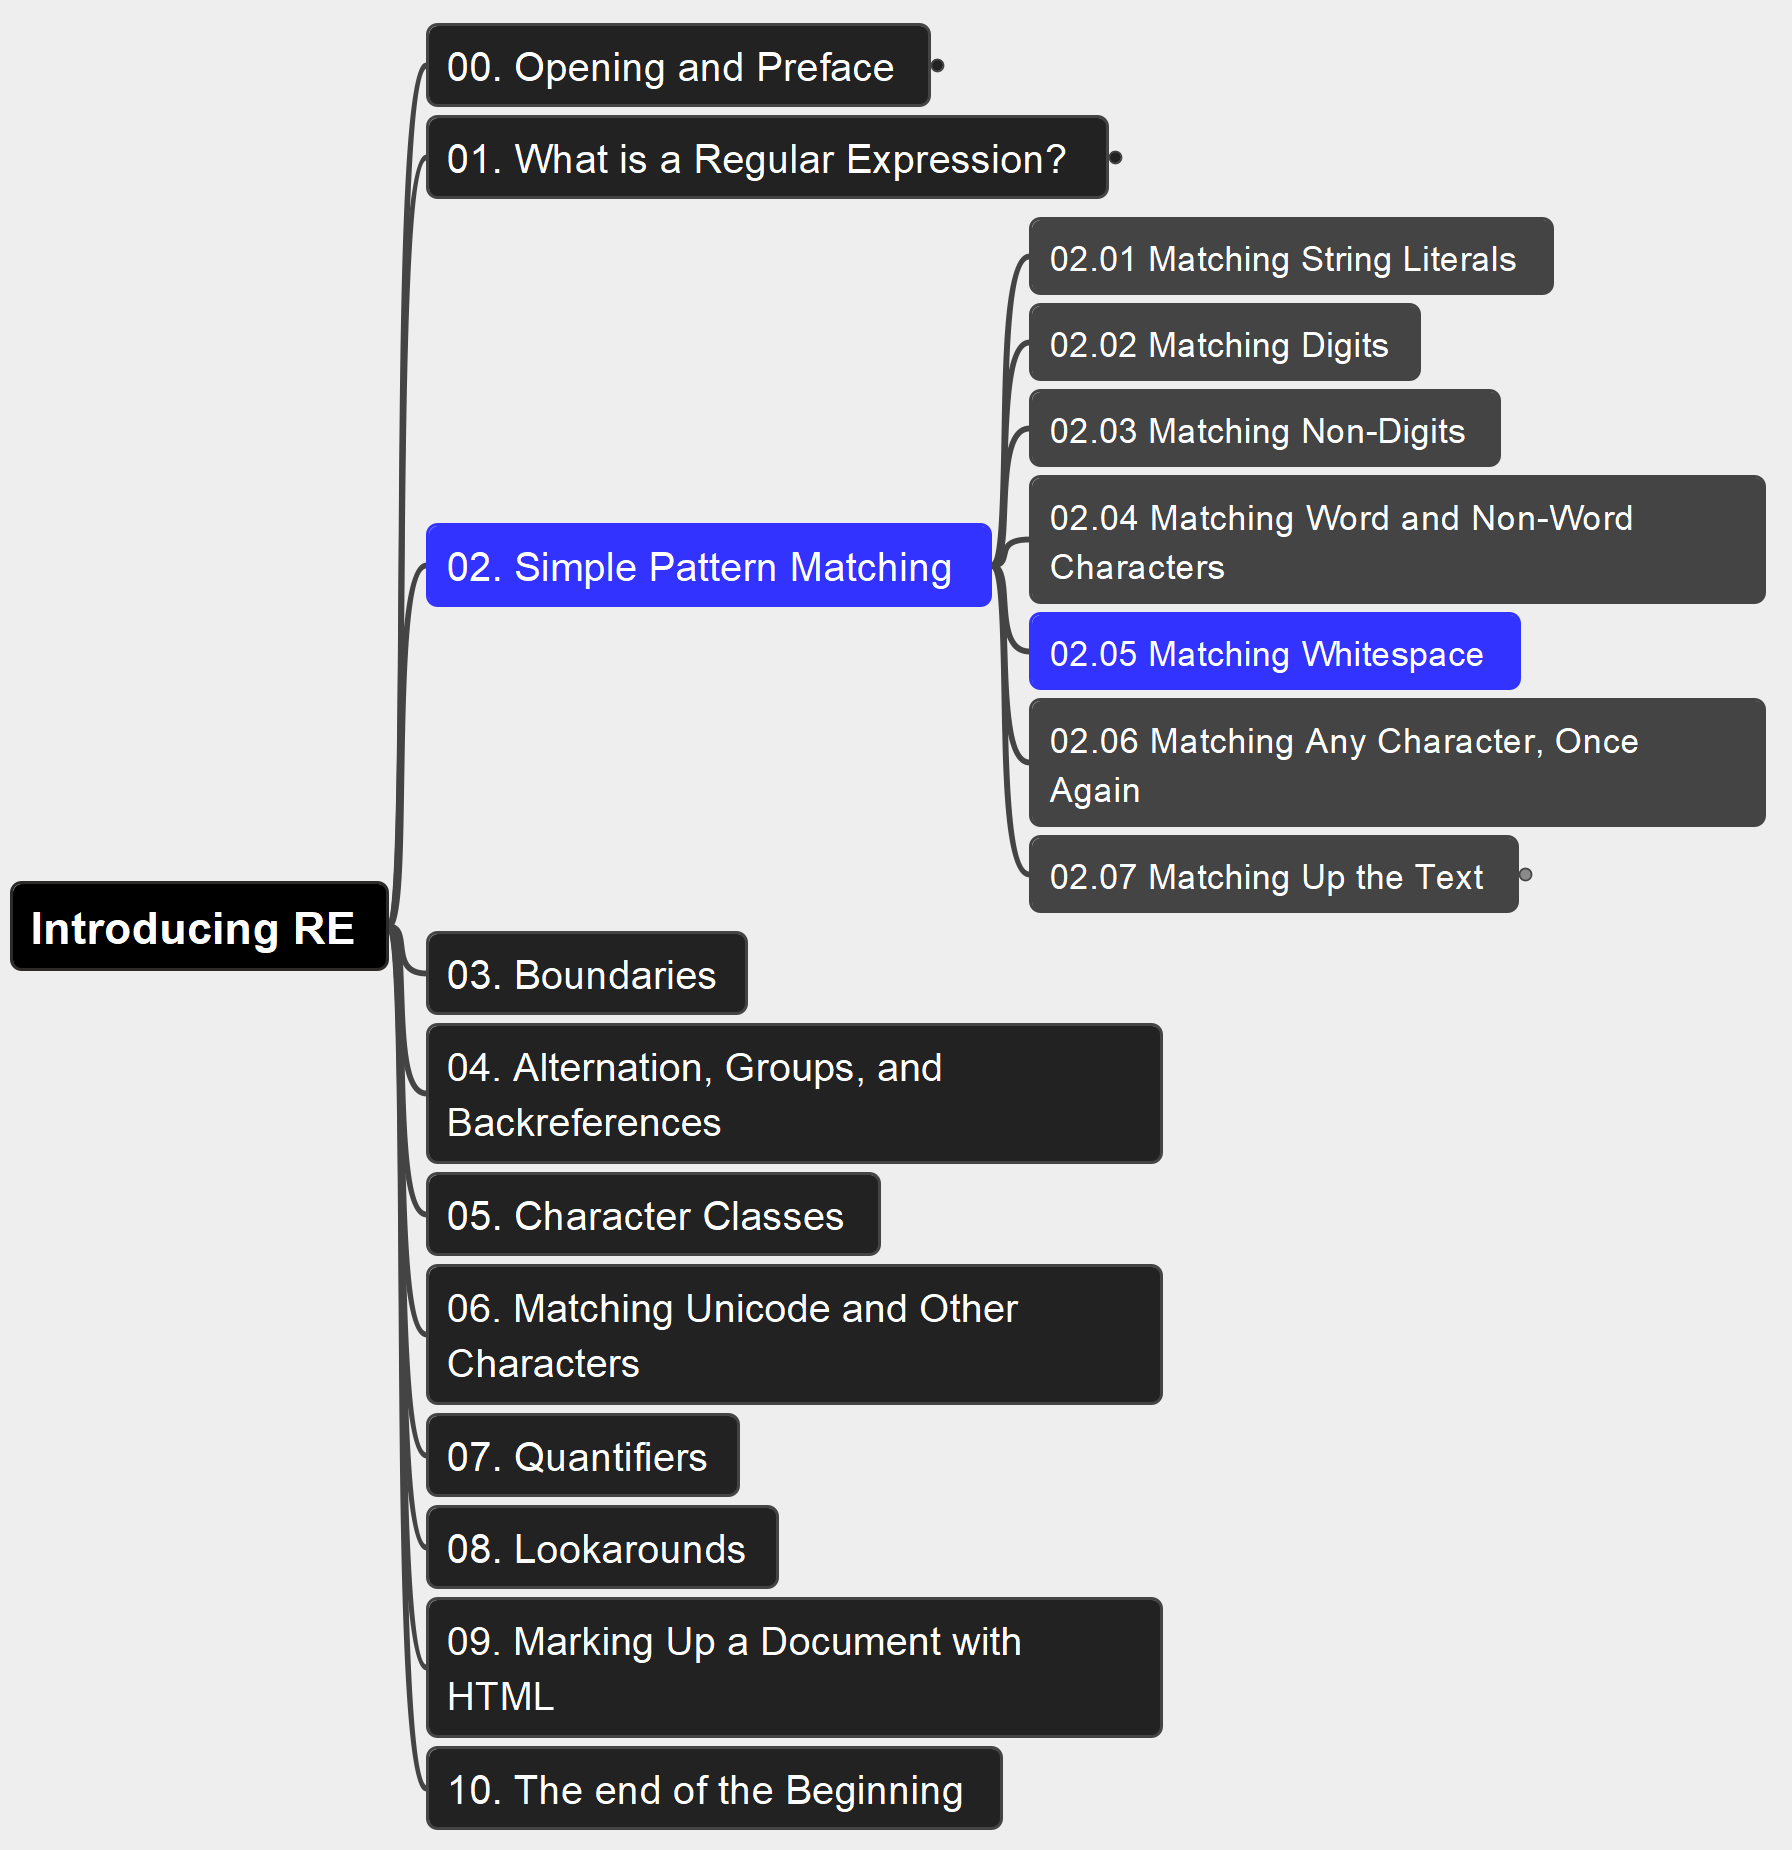 00. Opening and Preface
01. What is a Regular Expression?
02. Simple Pattern Matching
02.01 Matching String Literals
02.02 Matching Digits
02.03 Matching Non-Digits
02.04 Matching Word and Non-Word
Characters
02.05 Matching Whitespace
02.06 Matching Any Character, Once
Again
02.07 Matching Up the Text
Introducing RE
03. Boundaries
04. Alternation, Groups, and
Backreferences
05. Character Classes
06. Matching Unicode and Other
Characters
07. Quantifiers
08. Lookarounds
09. Marking Up a Document with
HTML
10. The end of the Beginning